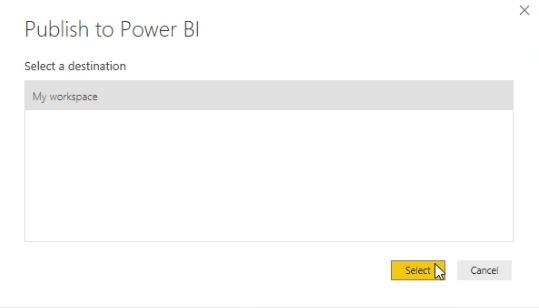 Publish to Power BI
Select a destination
My workspace
Select
Cancel